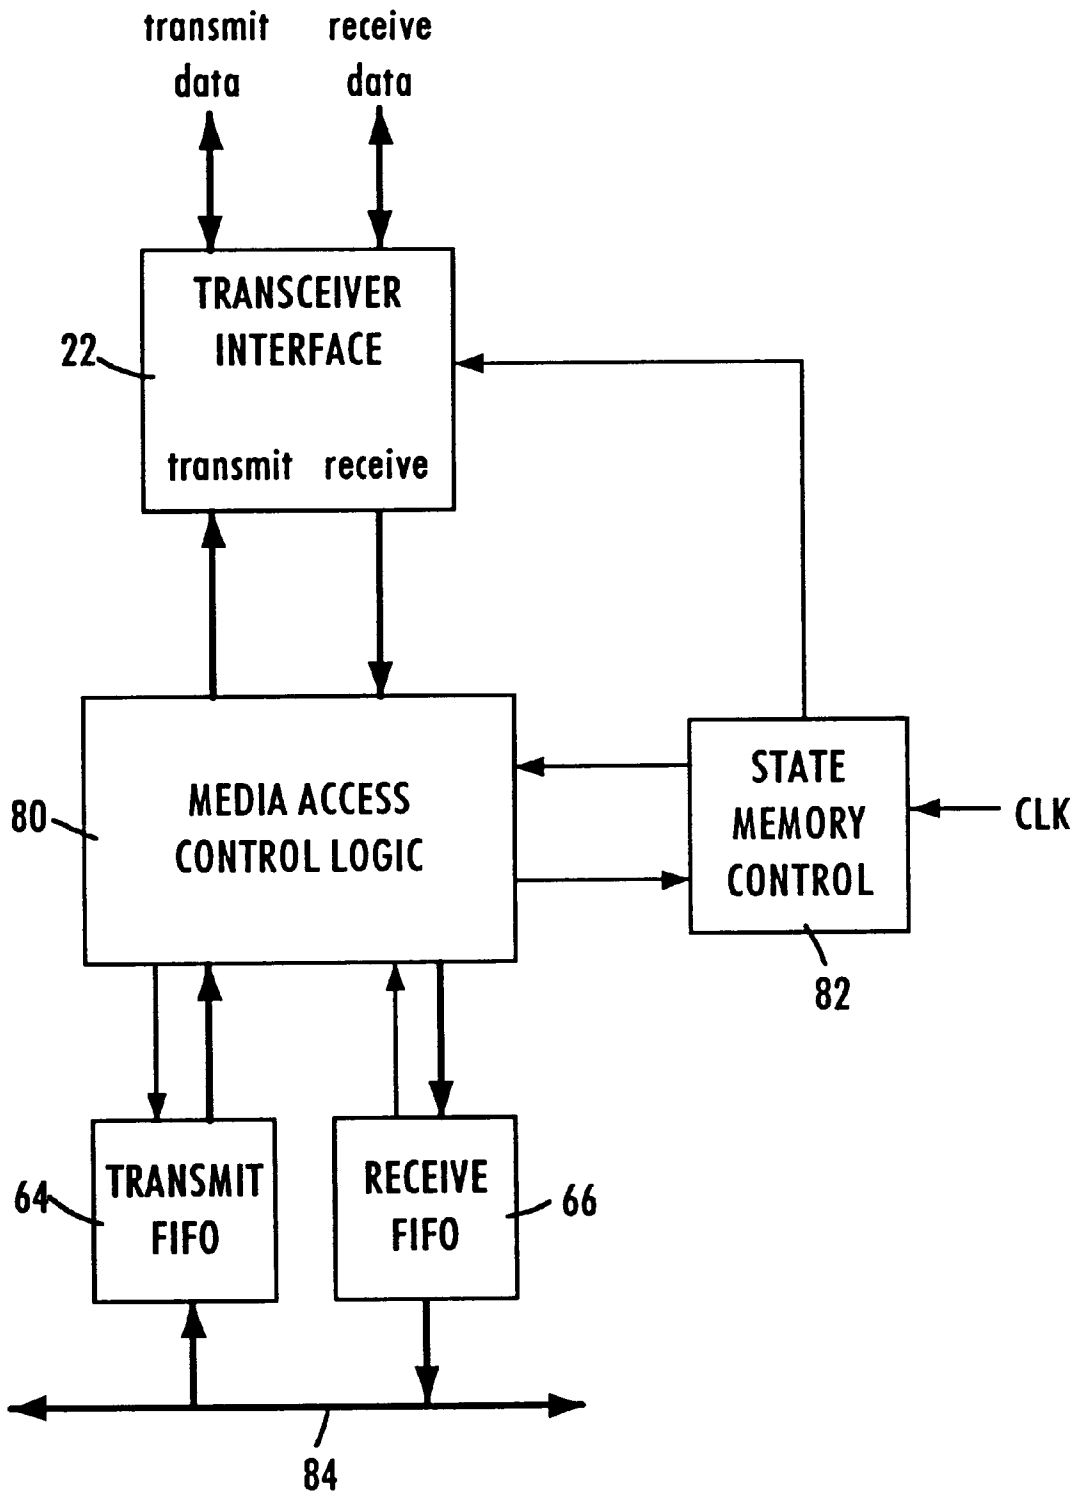 transmit receive
data data
TRANSCEIVER
INTERFACE
22
transmit receive
MEDIA ACCESS
CONTROL LOGIC
80
STATE
MEMORY
CONTROL
CLK
82
TRANSMIT
FIFO
64
RECEIVE
FIFO
66
84